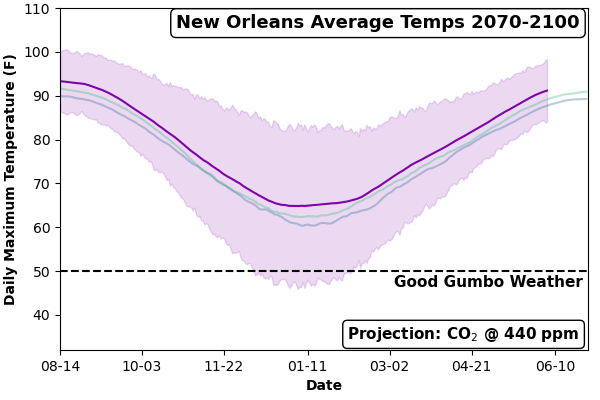 New Orleans Average Temps 2070-2100
Daily Maximum Temperature (F)
110
100
90
80
70
60
50
40
Good Gumbo Weather
Projection: CO₂ @ 440 ppm
08-14 10-03 11-22 01-11 03-02 04-21 06-10
Date